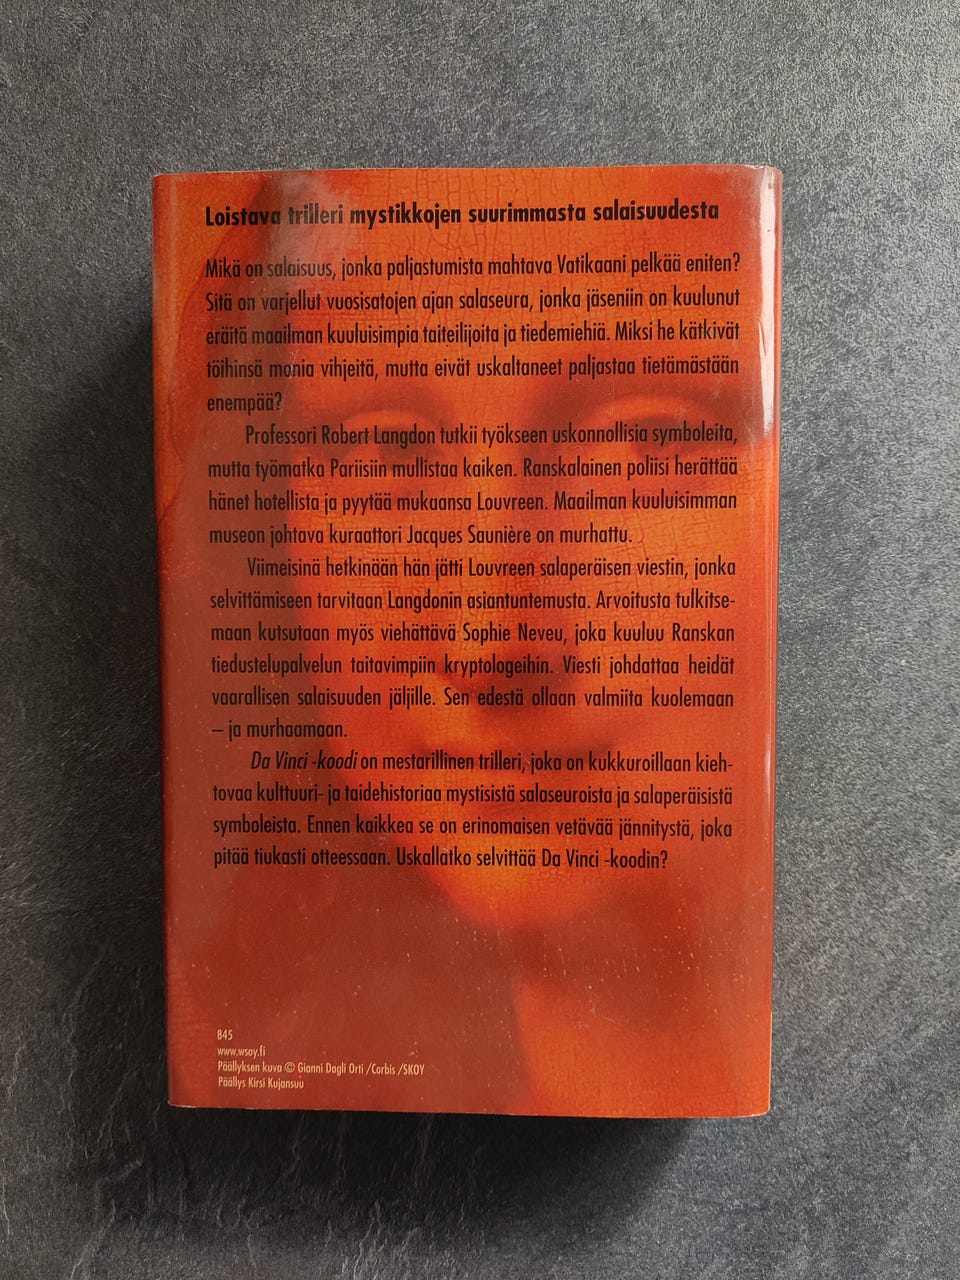 Loistava trilleri mystikkojen suurimmasta salaisuudesta
Mikä on salaisuus, jonka paljastumista mahtava Vatikaani pelkää eniten?
Sitä on varjellut vuosisatojen ajan salaseura, jonka jäseniin on kuulunut
eräitä maailman kuuluisimpia taiteilijoita ja tiedemiehiä. Miksi he kätkivät
töihinsä monia vihjeitä, mutta eivät uskaltaneet paljastaa tietämästään
enempää?
Professori Robert Langdon tutkii työkseen uskonnollisia symboleita,
mutta työmatka Pariisiin mullistaa kaiken. Ranskalainen poliisi herättää
hänet hotellista ja pyytää mukaansa Louvreen. Maailman kuuluisimman
museon johtava kuraattori Jacques Saunière on murhattu.
Viimeisinä hetkinään hän jätti Louvreen salaperäisen viestin, jonka
selvittämiseen tarvitaan Langdonin asiantuntemusta. Arvoitusta tulkitse-
maan kutsutaan myös viehättävä Sophie Neveu, joka kuuluu Ranskan
tiedustelupalvelun taitavimpiin kryptologeihin. Viesti johdattaa heidät
vaarallisen salaisuuden jäljille. Sen edestä ollaan valmiita kuolemaan
– ja murhaamaan.
Da Vinci -koodi on mestarillinen trilleri, joka on kukkuroillaan kieh-
tovaa kulttuuri- ja taidehistoriaa mystisistä salaseuroista ja salaperäisistä
symboleista. Ennen kaikkea se on erinomaisen vetävää jännitystä, joka
pitää tiukasti otteessaan. Uskallatko selvittää Da Vinci -koodin?
845
www.wsoy.fi
Päällyksen kuva © Gianni Dagli Orti /Corbis /SKOY
Päällys Kirsi Kujansuu